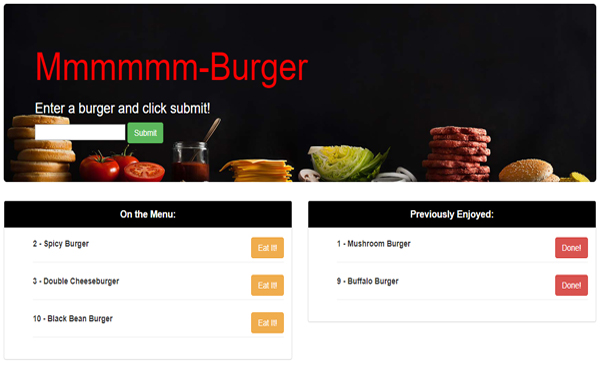 Mmmmmm-Burger
Enter a burger and click submit!
Submit
On the Menu:
2 - Spicy Burger
Eat It!
3 - Double Cheeseburger
Eat It!
10 - Black Bean Burger
Eat It!
Previously Enjoyed:
1 - Mushroom Burger
Done!
9 - Buffalo Burger
Done!